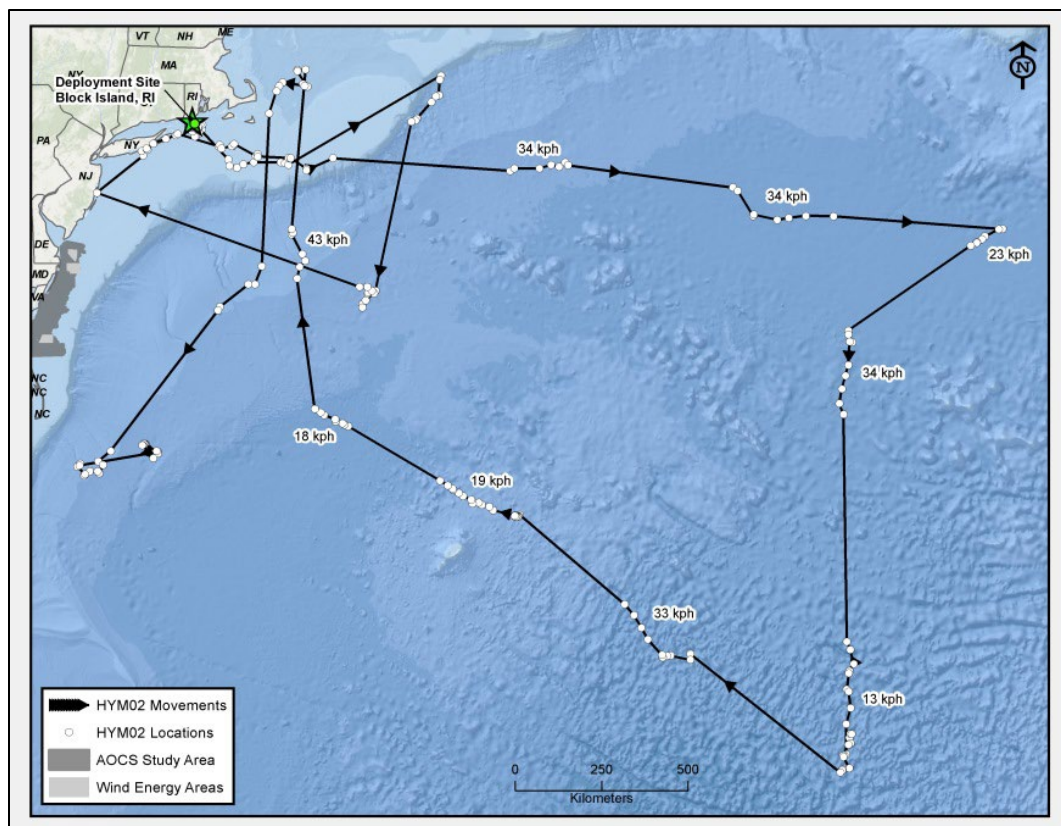 VT
NH
ME
MA
NY
Deployment Site
Block Island, RI
RI
NY
PA
NJ
34 kph
34 kph
23 kph
43 kph
DE
MD
VA
34 kph
NC
NC
NC
18 kph
19 kph
33 kph
13 kph
N
HYM02 Movements
HYM02 Locations
AOCS Study Area
Wind Energy Areas
0 250 500
Kilometers